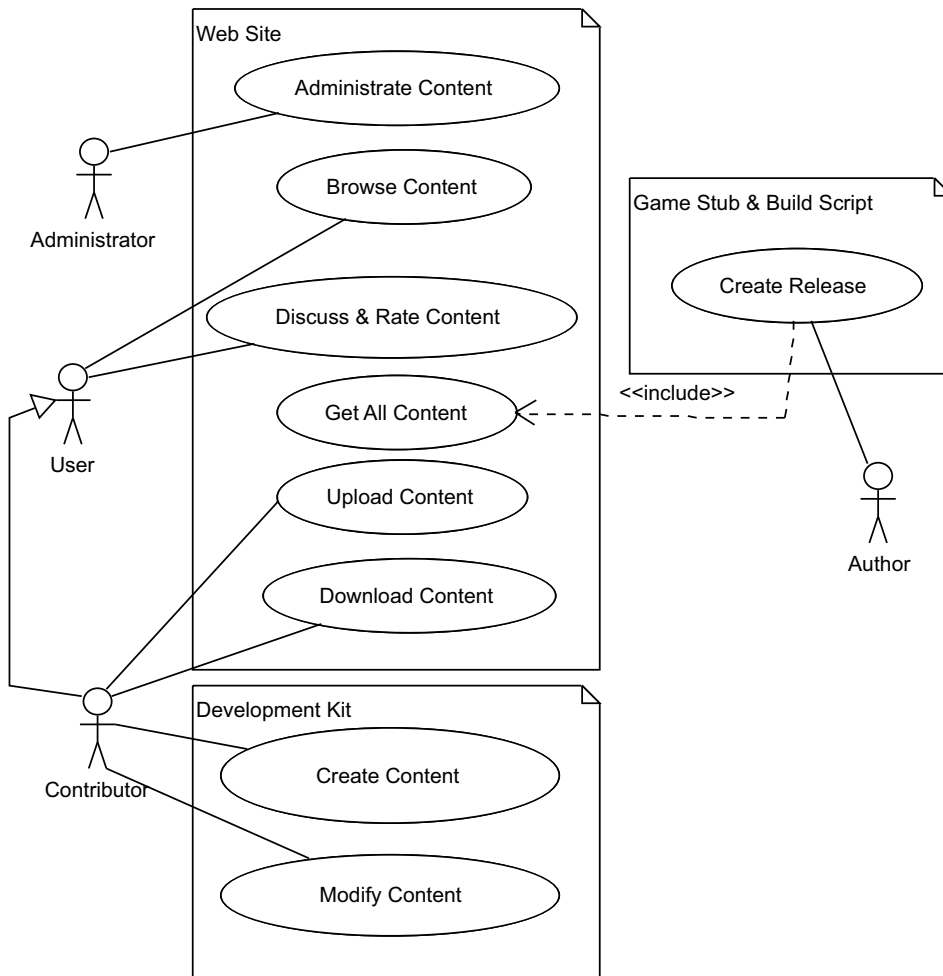 Web Site
Administrate Content
Administrator
Browse Content
Game Stub & Build Script
Create Release
Discuss & Rate Content
<<include>>
Get All Content
User
Upload Content
Author
Download Content
Development Kit
Create Content
Contributor
Modify Content